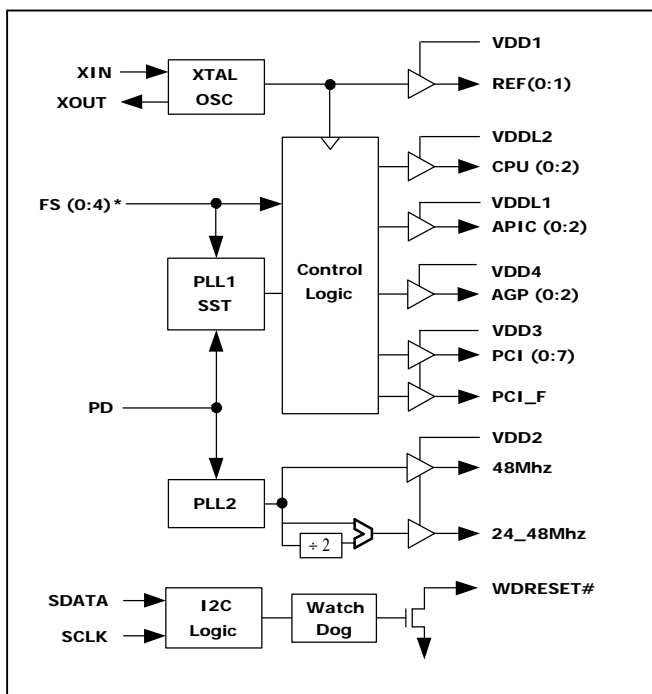 XIN
XOUT
XTAL
OSC
VDD1
REF(0:1)
VDDL2
CPU (0:2)
FS (0:4)*
VDDL1
APIC (0:2)
PLL1
SST
Control
Logic
VDD4
AGP (0:2)
VDD3
PCI (0:7)
PD
PCI_F
VDD2
PLL2
48Mhz
÷ 2
24_48Mhz
SDATA
SCLK
I2C
Logic
Watch
Dog
WDRESET#